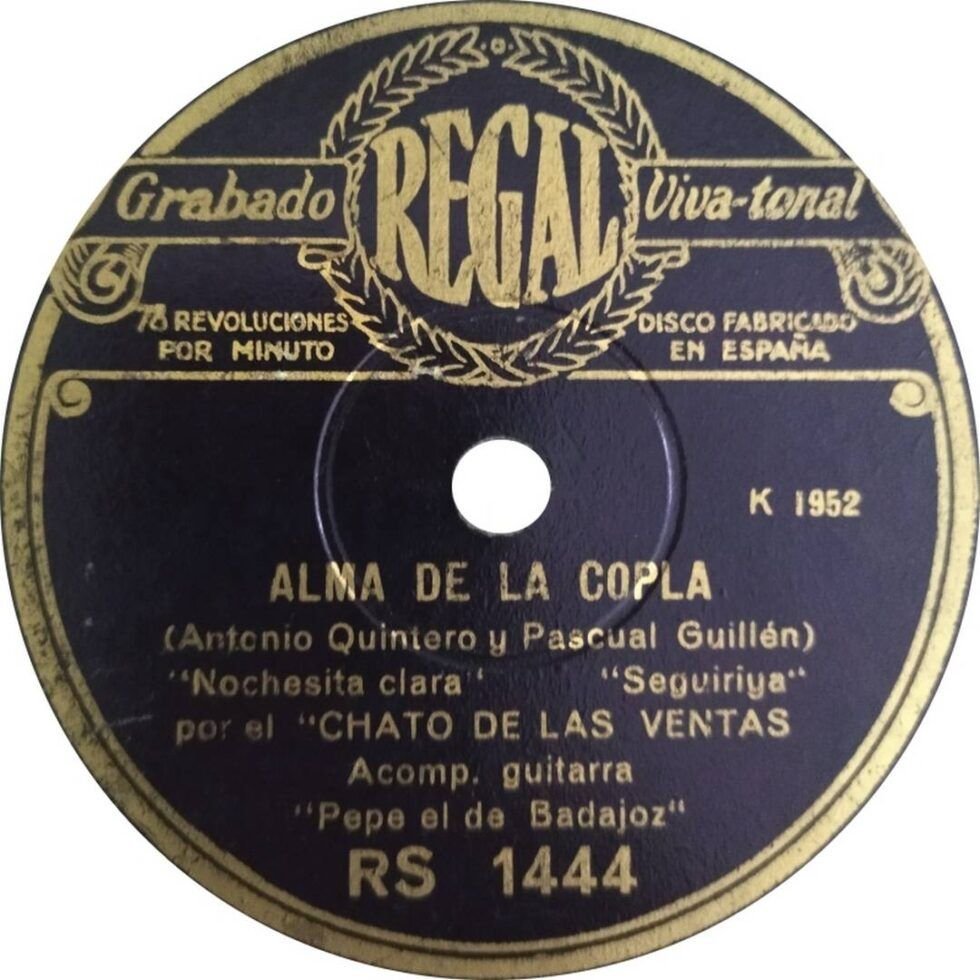 REGAL
Grabado Viva-tonal
78 REVOLUCIONES POR MINUTO
DISCO FABRICADO EN ESPAÑA
K 1952
ALMA DE LA COPLA
(Antonio Quintero y Pascual Guillén)
"Nochesita clara" "Seguiriya"
por el "CHATO DE LAS VENTAS
Acomp. guitarra
"Pepe el de Badajoz"
RS 1444